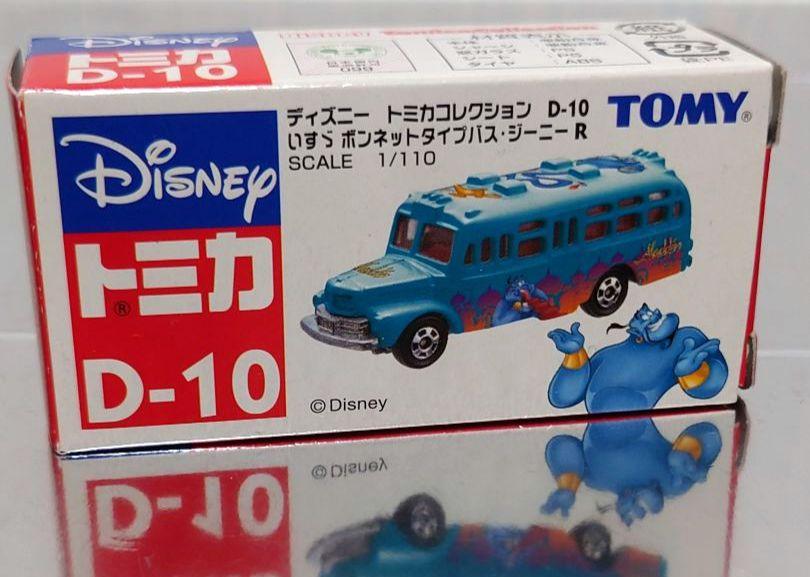 DISNEY
トミカ
D-10
ディズニー トミカコレクション D-10
いすゞ ボンネットタイプバス・ジーニー R
SCALE 1/110
TOMY®
DISNEY
トミカ®
D-10
Aladdin
© Disney